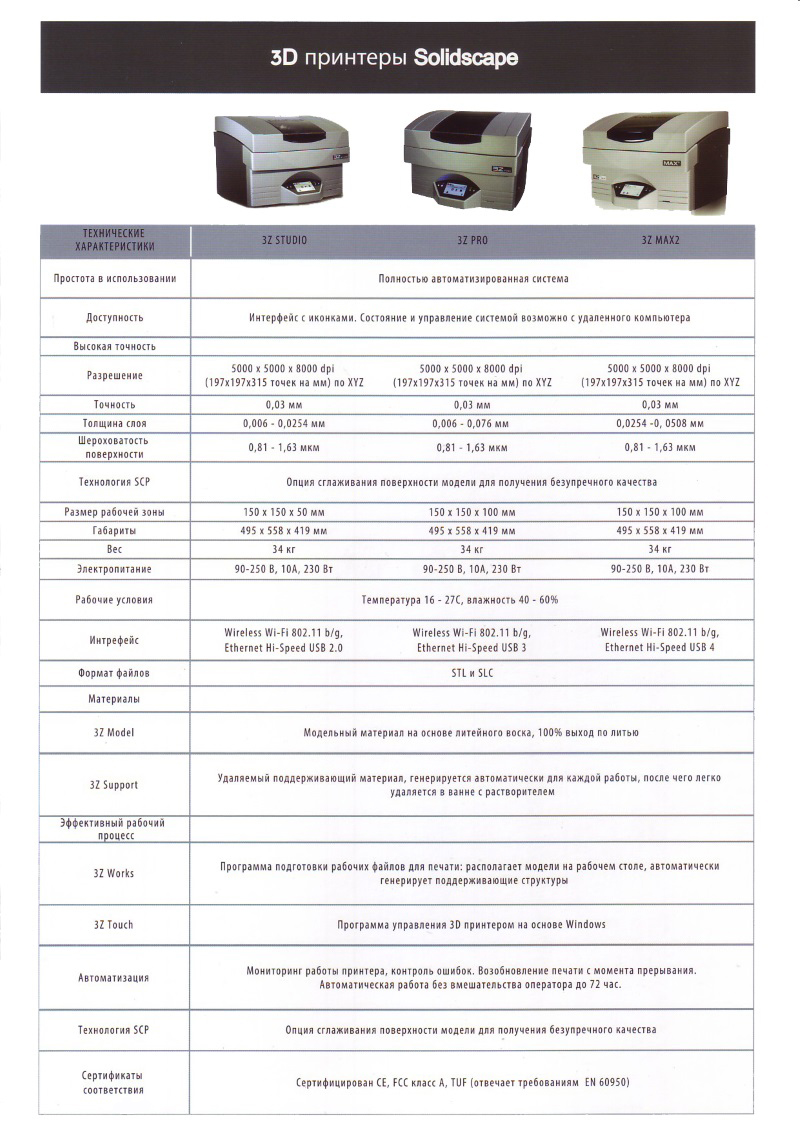 3D принтеры Solidscape
MAX²
ТЕХНИЧЕСКИЕ
ХАРАКТЕРИСТИКИ
3Z STUDIO
3Z PRO
3Z MAX2
Простота в использовании
Полностью автоматизированная система
Доступность
Интерфейс с иконками. Состояние и управление системой возможно с удаленного компьютера
Высокая точность
Разрешение
5000 x 5000 x 8000 dpi
(197x197x315 точек на мм) по XYZ
5000 x 5000 x 8000 dpi
(197x197x315 точек на мм) по XYZ
5000 x 5000 x 8000 dpi
(197x197x315 точек на мм) по XYZ
Точность
0,03 мм
0,03 мм
0,03 мм
Толщина слоя
0,006 - 0,0254 мм
0,006 - 0,076 мм
0,0254 -0, 0508 мм
Шероховатость
поверхности
0,81 - 1,63 мкм
0,81 - 1,63 мкм
0,81 - 1,63 мкм
Технология SCP
Опция сглаживания поверхности модели для получения безупречного качества
Размер рабочей зоны
150 x 150 x 50 мм
150 x 150 x 100 мм
150 x 150 x 100 мм
Габариты
495 x 558 x 419 мм
495 x 558 x 419 мм
495 x 558 x 419 мм
Вес
34 кг
34 кг
34 кг
Электропитание
90-250 В, 10А, 230 Вт
90-250 В, 10А, 230 Вт
90-250 В, 10А, 230 Вт
Рабочие условия
Температура 16 - 27С, влажность 40 - 60%
Интрефейс
Wireless Wi-Fi 802.11 b/g,
Ethernet Hi-Speed USB 2.0
Wireless Wi-Fi 802.11 b/g,
Ethernet Hi-Speed USB 3
Wireless Wi-Fi 802.11 b/g,
Ethernet Hi-Speed USB 4
Формат файлов
STL и SLC
Материалы
3Z Model
Модельный материал на основе литейного воска, 100% выход по литью
3Z Support
Удаляемый поддерживающий материал, генерируется автоматически для каждой работы, после чего легко
удаляется в ванне с растворителем
Эффективный рабочий
процесс
3Z Works
Программа подготовки рабочих файлов для печати: располагает модели на рабочем столе, автоматически
генерирует поддерживающие структуры
3Z Touch
Программа управления 3D принтером на основе Windows
Автоматизация
Мониторинг работы принтера, контроль ошибок. Возобновление печати с момента прерывания.
Автоматическая работа без вмешательства оператора до 72 час.
Технология SCP
Опция сглаживания поверхности модели для получения безупречного качества
Сертификаты
соответствия
Сертифицирован CE, FCC класс A, TUF (отвечает требованиям EN 60950)